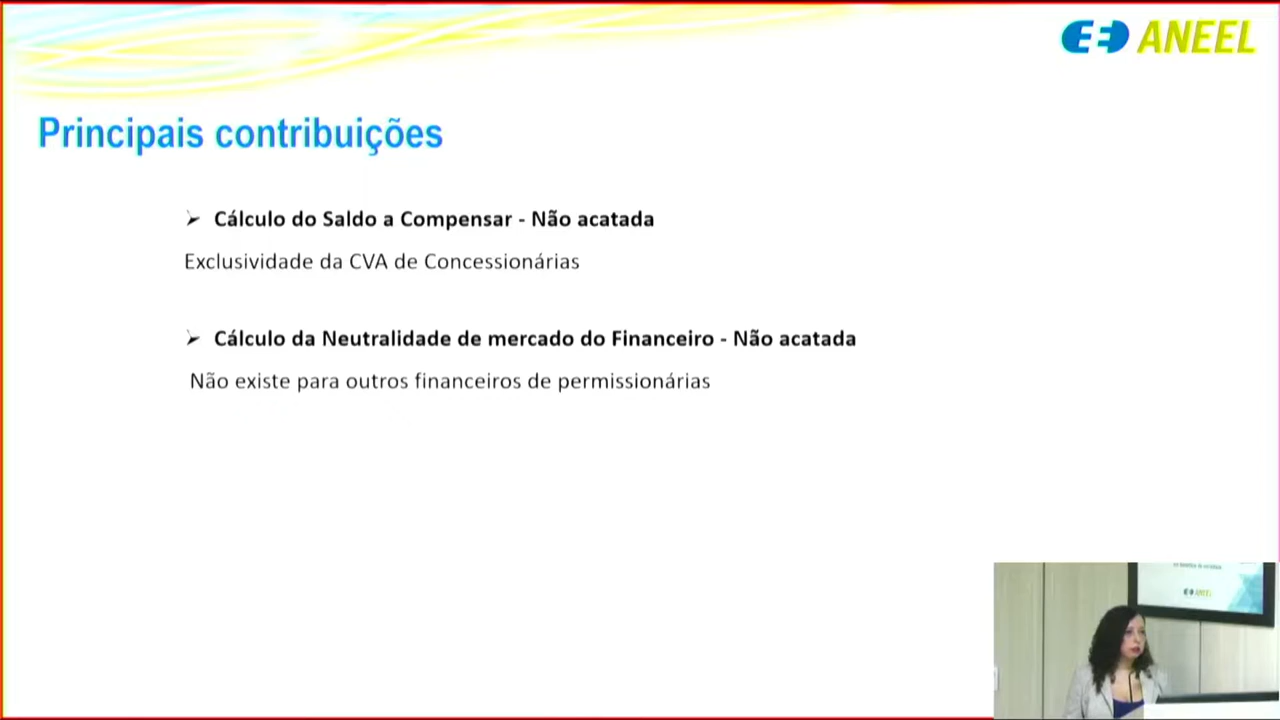 ANEEL
Principais contribuições
➢ Cálculo do Saldo a Compensar - Não acatada
Exclusividade da CVA de Concessionárias
➢ Cálculo da Neutralidade de mercado do Financeiro - Não acatada
Não existe para outros financeiros de permissionárias
ANEEL